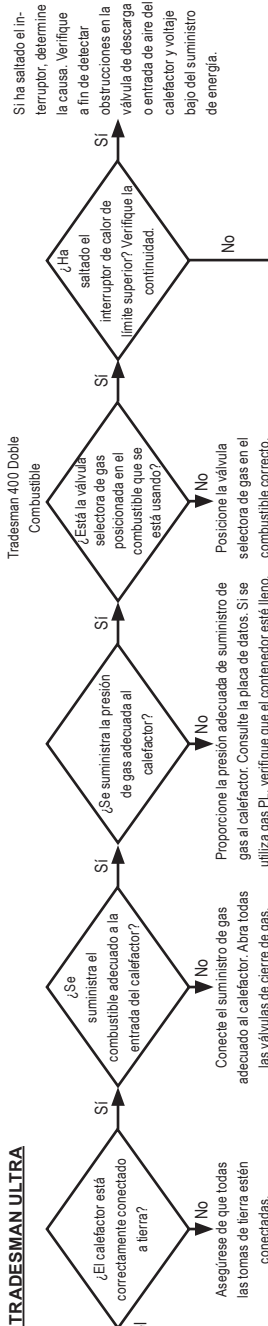 TRADESMAN ULTRA
¿El calefactor está
correctamente conectado
a tierra?
Sí
No
Asegúrese de que todas
las tomas de tierra estén
conectadas.
¿Se
suministra el
combustible adecuado a la
entrada del calefactor?
Sí
No
Conecte el suministro de gas
adecuado al calefactor. Abra todas
las válvulas de cierre de gas.
¿Se suministra la presión
de gas adecuada al
calefactor?
Sí
No
Proporcione la presión adecuada de suministro de
gas al calefactor. Consulte la placa de datos. Si se
utiliza gas PL, verifique que el contenedor esté lleno.
Tradesman 400 Doble
Combustible
¿Está la válvula
selectora de gas
posicionada en el
combustible que se
está usando?
Sí
No
Posicione la válvula
selectora de gas en el
combustible correcto.
¿Ha
saltado el
interruptor de calor de
límite superior? Verifique la
continuidad.
Sí
No
Si ha saltado el in-
terruptor, determine
la causa. Verifique
a fin de detectar
obstrucciones en la
válvula de descarga
o entrada de aire del
calefactor y voltaje
bajo del suministro
de energía.